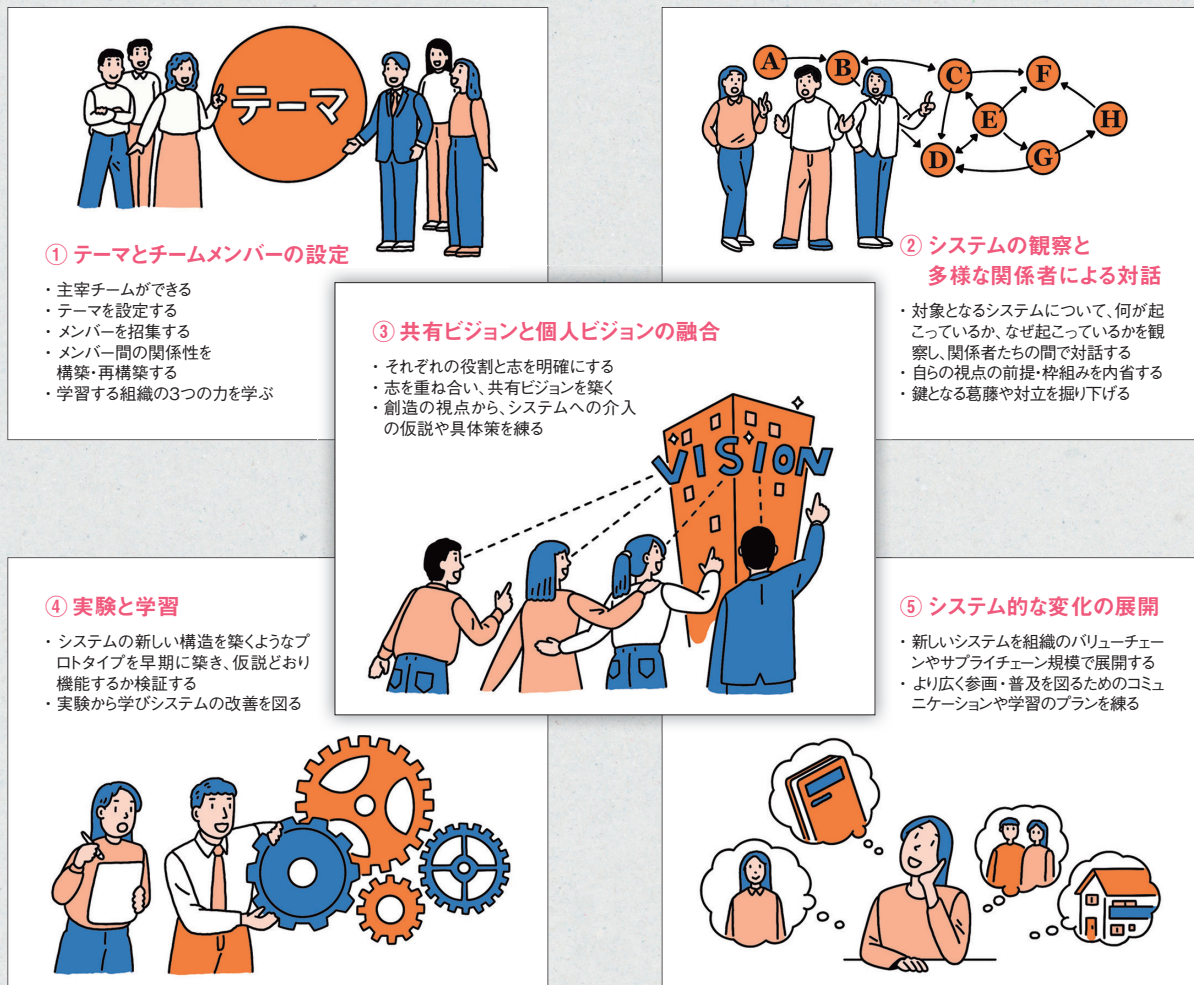 テーマ
① テーマとチームメンバーの設定
・ 主宰チームができる
・ テーマを設定する
・ メンバーを招集する
・ メンバー間の関係性を
構築・再構築する
・ 学習する組織の3つの力を学ぶ
A
B
C
F
E
H
D
G
② システムの観察と
多様な関係者による対話
・ 対象となるシステムについて、何が起
こっているか、なぜ起こっているかを観
察し、関係者たちの間で対話する
・ 自らの視点の前提・枠組みを内省する
・ 鍵となる葛藤や対立を掘り下げる
③ 共有ビジョンと個人ビジョンの融合
・ それぞれの役割と志を明確にする
・ 志を重ね合い、共有ビジョンを築く
・ 創造の視点から、システムへの介入
の仮説や具体策を練る
VISION
④ 実験と学習
・ システムの新しい構造を築くようなプ
ロトタイプを早期に築き、仮説どおり
機能するか検証する
・ 実験から学びシステムの改善を図る
⑤ システム的な変化の展開
・ 新しいシステムを組織のバリューチェー
ンやサプライチェーン規模で展開する
・ より広く参画・普及を図るためのコミュ
ニケーションや学習のプランを練る